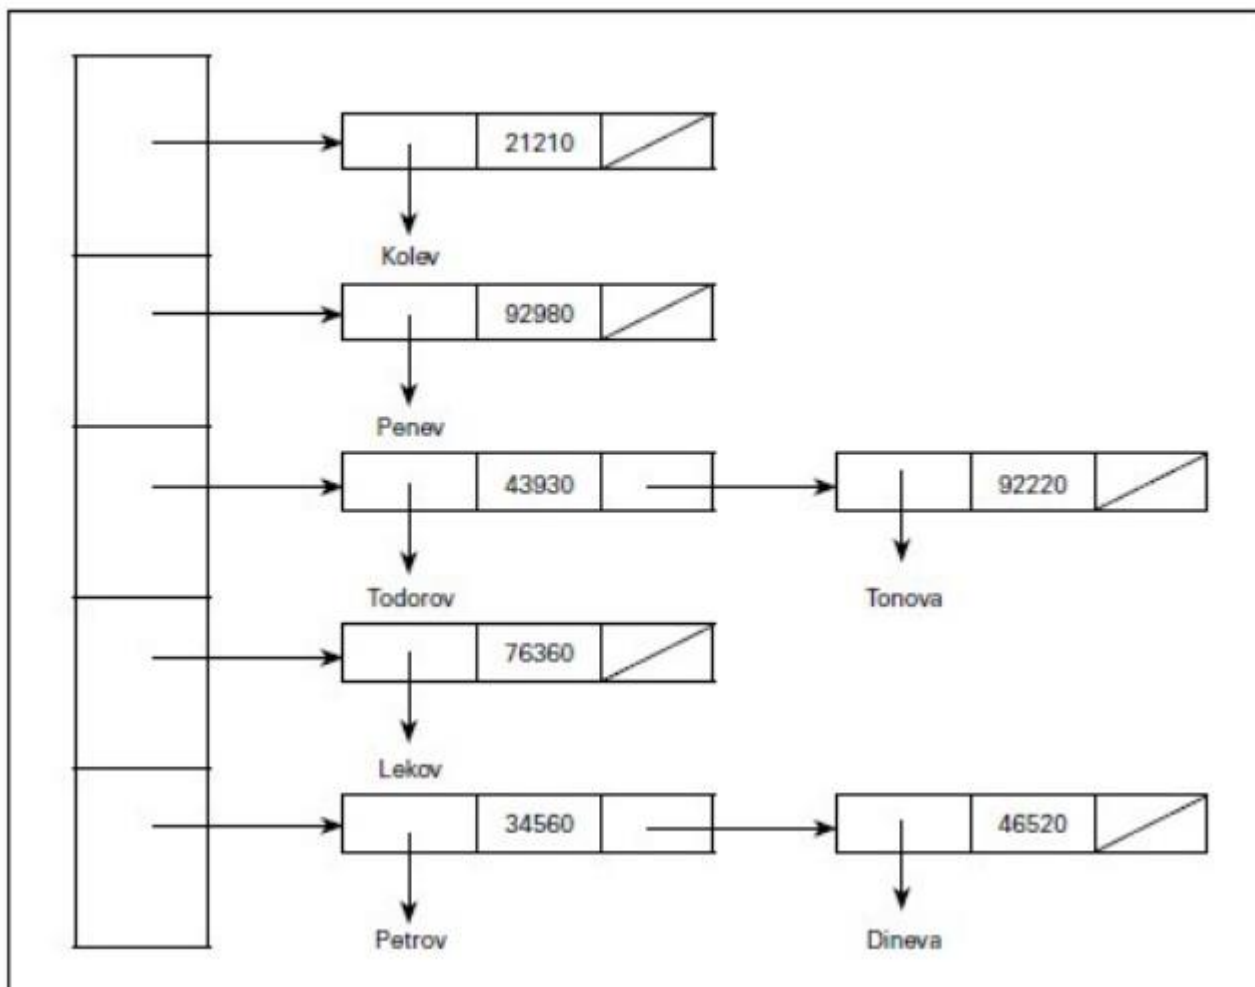 21210
Kolev
92980
Penev
43930 92220
Todorov Tonova
76360
Lekov
34560 46520
Petrov Dineva